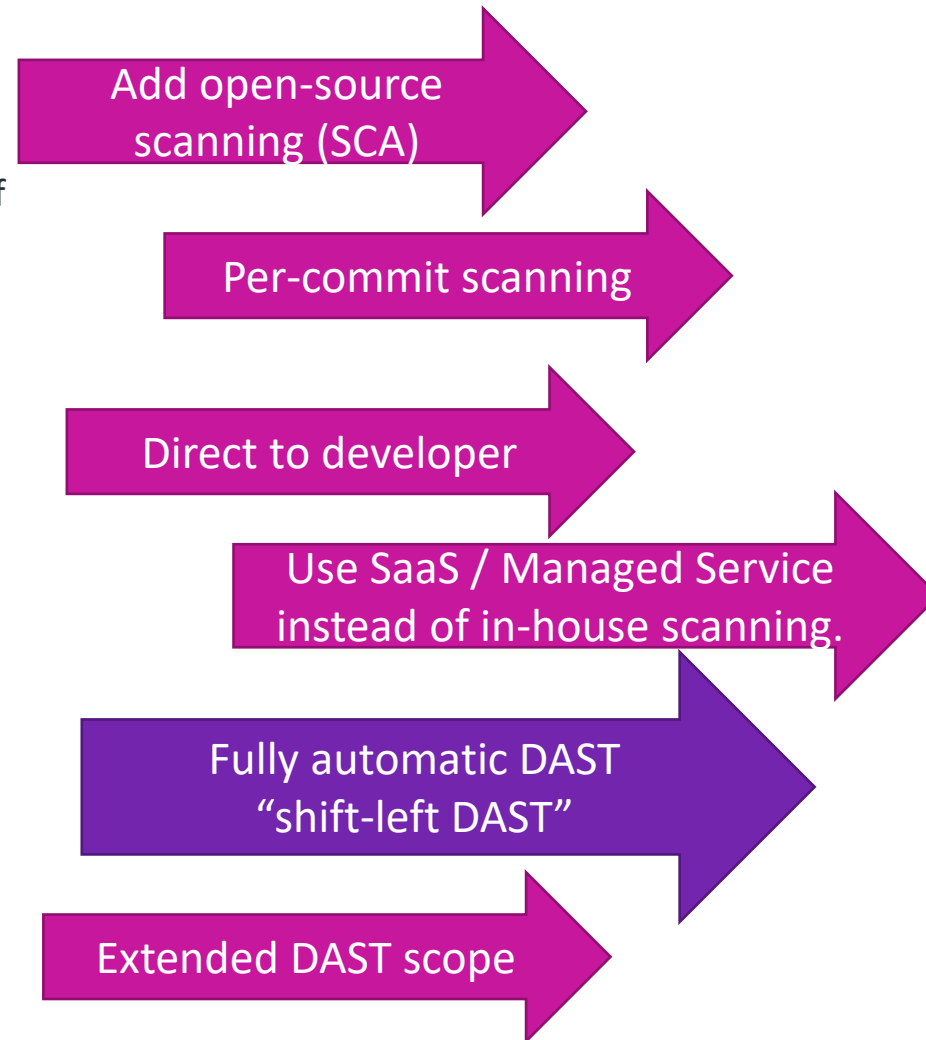 Add open-source
scanning (SCA)
f
Per-commit scanning
Direct to developer
Use SaaS / Managed Service
instead of in-house scanning.
Fully automatic DAST
“shift-left DAST”
Extended DAST scope